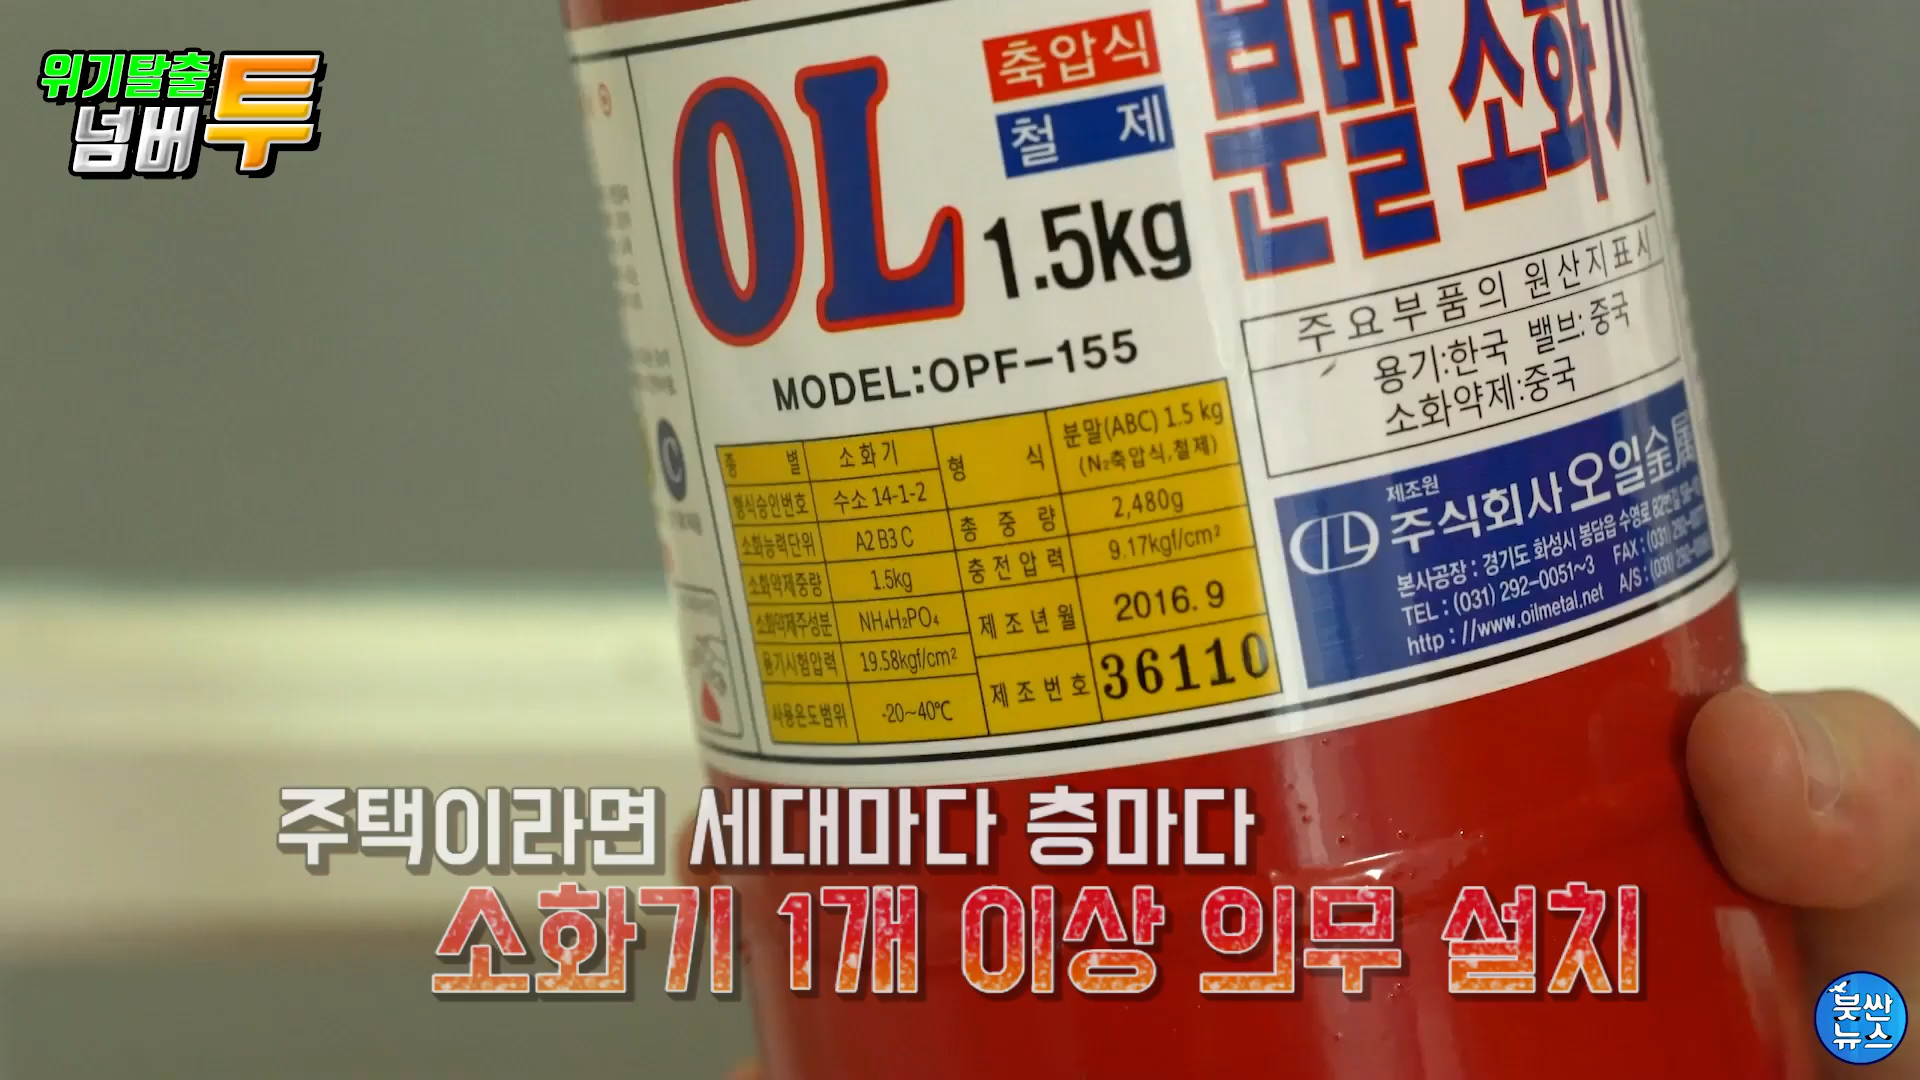 위기탈출
넘버 투
OL
축압식
철 제
1.5kg
분말 소화기
MODEL:OPF-155
주요부품의 원산지표시
용기:한국 밸브:중국
소화약제:중국
종 별 소화기 형 식 분말(ABC) 1.5 kg
(N₂축압식,철제)
형식승인번호 수소 14-1-2 총 중 량 2,480g
소화능력단위 A2 B3 C 충전압력 9.17kgf/cm²
소화약제중량 1.5kg 제조년월 2016. 9
소화약제주성분 NH₄H₂PO₄
용기시험압력 19.58kgf/cm² 제조번호 36110
사용온도범위 -20~40℃
제조원
주식회사오일金属
본사공장 : 경기도 화성시 봉담읍 수영로
TEL : (031) 292-0051~3 FAX : (031)
http : //www.oilmetal.net A/S : (031)
주택이라면 세대마다 층마다
소화기 1개 이상 의무 설치
붓싼
뉴스